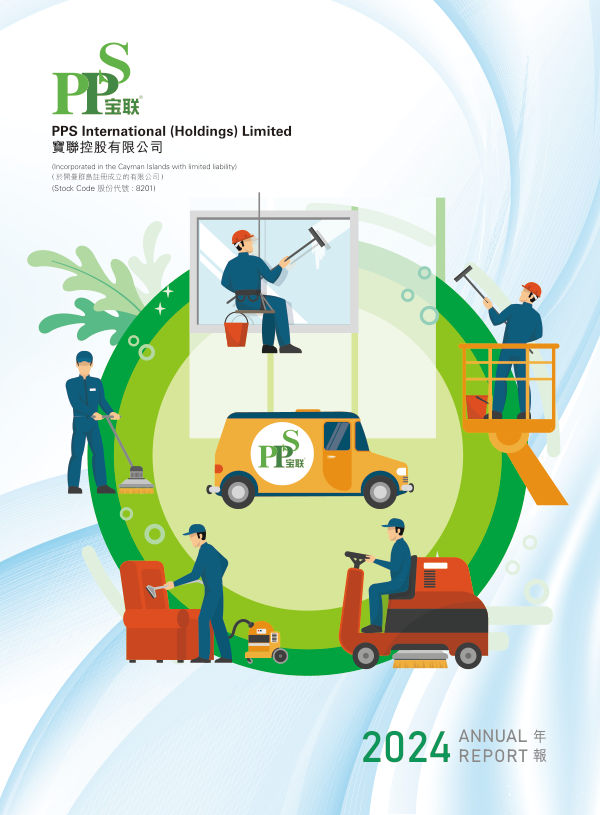 PPS
宝联®
PPS International (Holdings) Limited
寶聯控股有限公司
(Incorporated in the Cayman Islands with limited liability)
( 於開曼群島註冊成立的有限公司 )
(Stock Code 股份代號 : 8201)
PPS
宝联
2024 ANNUAL 年
REPORT 報